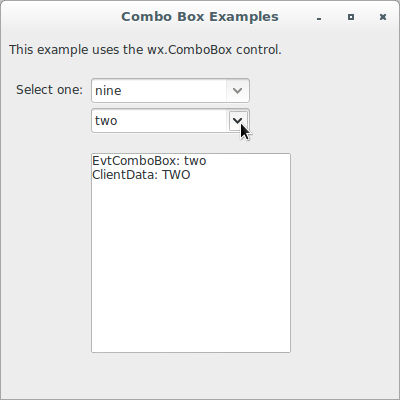 Combo Box Examples
This example uses the wx.ComboBox control.
Select one: nine
two
EvtComboBox: two
ClientData: TWO